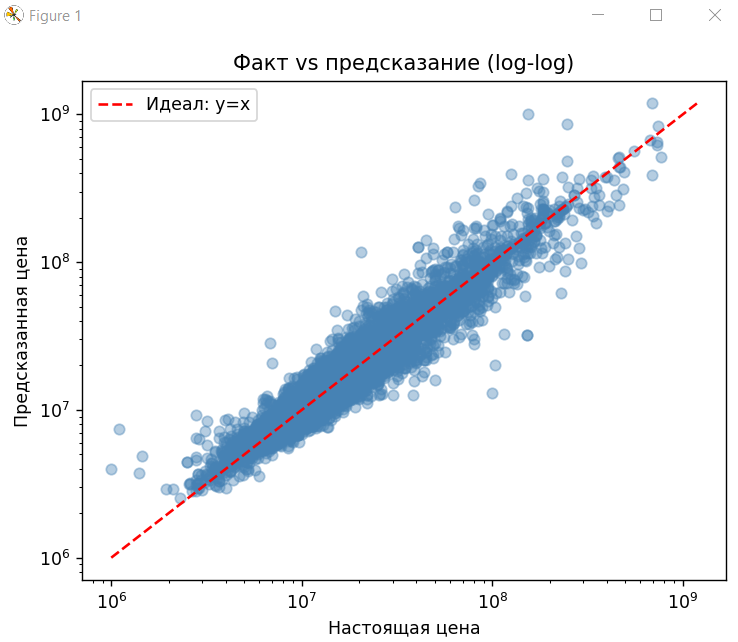 Figure 1
Факт vs предсказание (log-log)
Идеал: y=x
10⁹
10⁸
10⁷
10⁶
Предсказанная цена
10⁶
10⁷
10⁸
10⁹
Настоящая цена